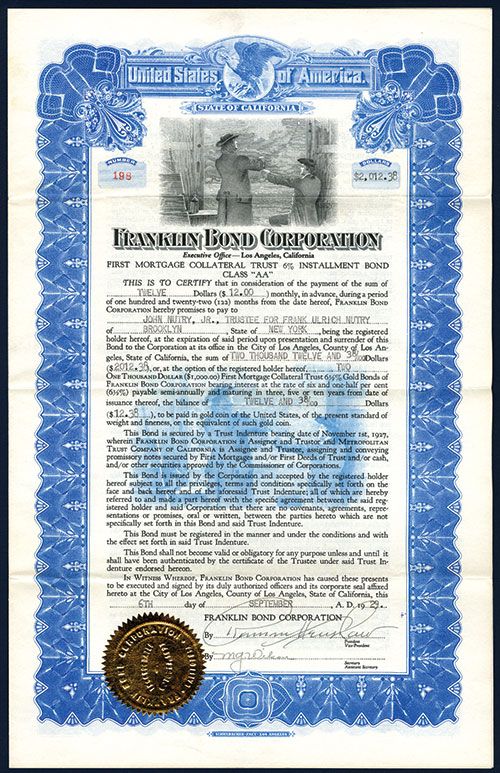 United States of America.
STATE OF CALIFORNIA
NUMBER
198
DOLLARS
$2,012.38
FRANKLIN BOND CORPORATION
Executive Office—Los Angeles, California
FIRST MORTGAGE COLLATERAL TRUST 6% INSTALLMENT BOND
CLASS "AA"
THIS IS TO CERTIFY that in consideration of the payment of the sum of
TWELVE Dollars ($ 12.00 ) monthly, in advance, during a period
of one hundred and twenty-two (122) months from the date hereof, FRANKLIN BOND
CORPORATION hereby promises to pay to
JOHN NUTRY, JR., TRUSTEE FOR FRANK ULRICH NUTRY
of BROOKLYN, State of NEW YORK, being the registered
holder hereof, at the expiration of said period upon presentation and surrender of this
Bond to the Corporation at its office in the City of Los Angeles, County of Los Ange-
les, State of California, the sum of TWO THOUSAND TWELVE AND 38/00 Dollars
($2012.38, or, at the option of the registered holder hereof, TWO
ONE THOUSAND DOLLAR ($1,000.00) First Mortgage Collateral Trust 6½% Gold Bonds of
FRANKLIN BOND CORPORATION bearing interest at the rate of six and one-half per cent
(6½%) payable semi-annually and maturing in three, five or ten years from date of
issuance thereof, the balance of TWELVE AND 38/00 Dollars
($12.38), to be paid in gold coin of the United States, of the present standard of
weight and fineness, or the equivalent of such gold coin.
This Bond is secured by a Trust Indenture bearing date of November 1st, 1927,
wherein FRANKLIN BOND CORPORATION is Assignor and Trustor and METROPOLITAN
TRUST COMPANY OF CALIFORNIA is Assignee and Trustee, assigning and conveying
promissory notes secured by First Mortgages and/or First Deeds of Trust and/or cash,
and/or other securities approved by the Commissioner of Corporations.
This Bond is issued by the Corporation and accepted by the registered holder
hereof subject to all the privileges, terms and conditions specifically set forth on the
face and back hereof and of the aforesaid Trust Indenture; all of which are hereby
referred to and made a part hereof with the specific agreement between the said reg-
istered holder and said Corporation that there are no covenants, agreements, repre-
sentations or promises, oral or written, between the parties hereto which are not
specifically set forth in this Bond and said Trust Indenture.
This Bond must be registered in the manner and under the conditions and with
the effect set forth in said Trust Indenture.
This Bond shall not become valid or obligatory for any purpose unless and until it
shall have been authenticated by the certificate of the Trustee under said Trust In-
denture endorsed hereon.
IN WITNESS WHEREOF, FRANKLIN BOND CORPORATION has caused these presents
to be executed and signed by its duly authorized officers and its corporate seal affixed
hereto at the City of Los Angeles, County of Los Angeles, State of California, this
6TH day of SEPTEMBER, A. D. 1929.
FRANKLIN BOND CORPORATION
By
President
Vice-President
By
Secretary
Assistant Secretary